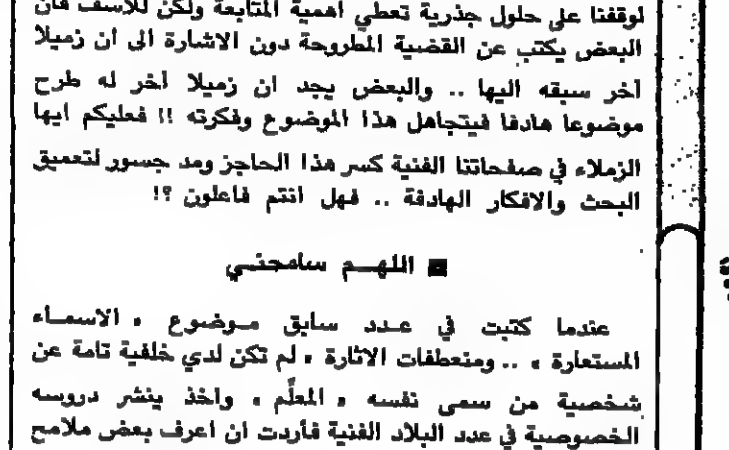 لوقفنا على حلول جذرية تعطي اهمية المتابعة ولكن للاسف فان
البعض يكتب عن القضية المطروحة دون الاشارة الى ان زميلا
آخر سبقه اليها .. والبعض يجد ان زميلا آخر له طرح
موضوعا هادفا فيتجاهل هذا الموضوع وفكرته !! فعليكم ايها
الزملاء في صفحاتنا الفنية كسر هذا الحاجز ومد جسور لتعميق
البحث والافكار الهادفة .. فهل انتم فاعلون ؟!
■ اللهـم سامحنـي
عندما كتبت في عـدد سابق مـوضوع « الاسمـاء
المستعارة » .. ومنعطفات الاثارة « لم تكن لدي خلفية تامة عن
شخصية من سمى نفسه « المعلّم » واخذ ينشر دروسه
الخصوصية في عدد البلاد الفنية فأردت ان اعرف بعض ملامح